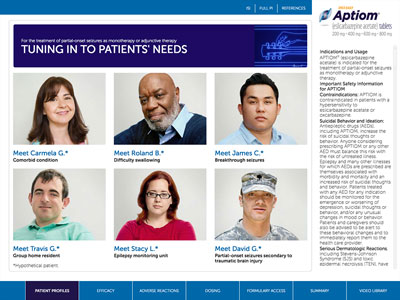 ISI | FULL PI | REFERENCES
For the treatment of partial-onset seizures as monotherapy or adjunctive therapy
TUNING IN TO PATIENTS' NEEDS
Meet Carmela G.*
Comorbid condition
Meet Roland B.*
Difficulty swallowing
Meet James C.*
Breakthrough seizures
Meet Travis G.*
Group home resident
Meet Stacy L.*
Epilepsy monitoring unit
Meet David G.*
Partial-onset seizures secondary
to traumatic brain injury
*Hypothetical patient.
Aptiom®
(eslicarbazepine acetate) tablets
200 mg • 400 mg • 600 mg • 800 mg
Indications and Usage
APTIOM® (eslicarbazepine
acetate) is indicated for the
treatment of partial-onset seizures
as monotherapy or adjunctive
therapy.
Important Safety Information
for APTIOM
Contraindications: APTIOM is
contraindicated in patients with a
hypersensitivity to
eslicarbazepine acetate or
oxcarbazepine.
Suicidal Behavior and Ideation:
Antiepileptic drugs (AEDs),
including APTIOM, increase the
risk of suicidal thoughts or
behavior. Anyone considering
prescribing APTIOM or any other
AED must balance this risk with
the risk of untreated illness.
Epilepsy and many other illnesses
for which AEDs are prescribed are
themselves associated with
morbidity and mortality and an
increased risk of suicidal thoughts
and behavior. Patients treated
with any AED for any indication
should be monitored for the
emergence or worsening of
depression, suicidal thoughts or
behavior, and/or any unusual
changes in mood or behavior.
Patients and caregivers should
also be advised to be alert to
these behavioral changes and to
immediately report them to the
health care provider.
Serious Dermatologic Reactions:
including Stevens-Johnson
Syndrome (SJS) and toxic
epidermal necrolysis (TEN), have
PATIENT PROFILES
EFFICACY
ADVERSE REACTIONS
DOSING
FORMULARY ACCESS
SUMMARY
VIDEO LIBRARY